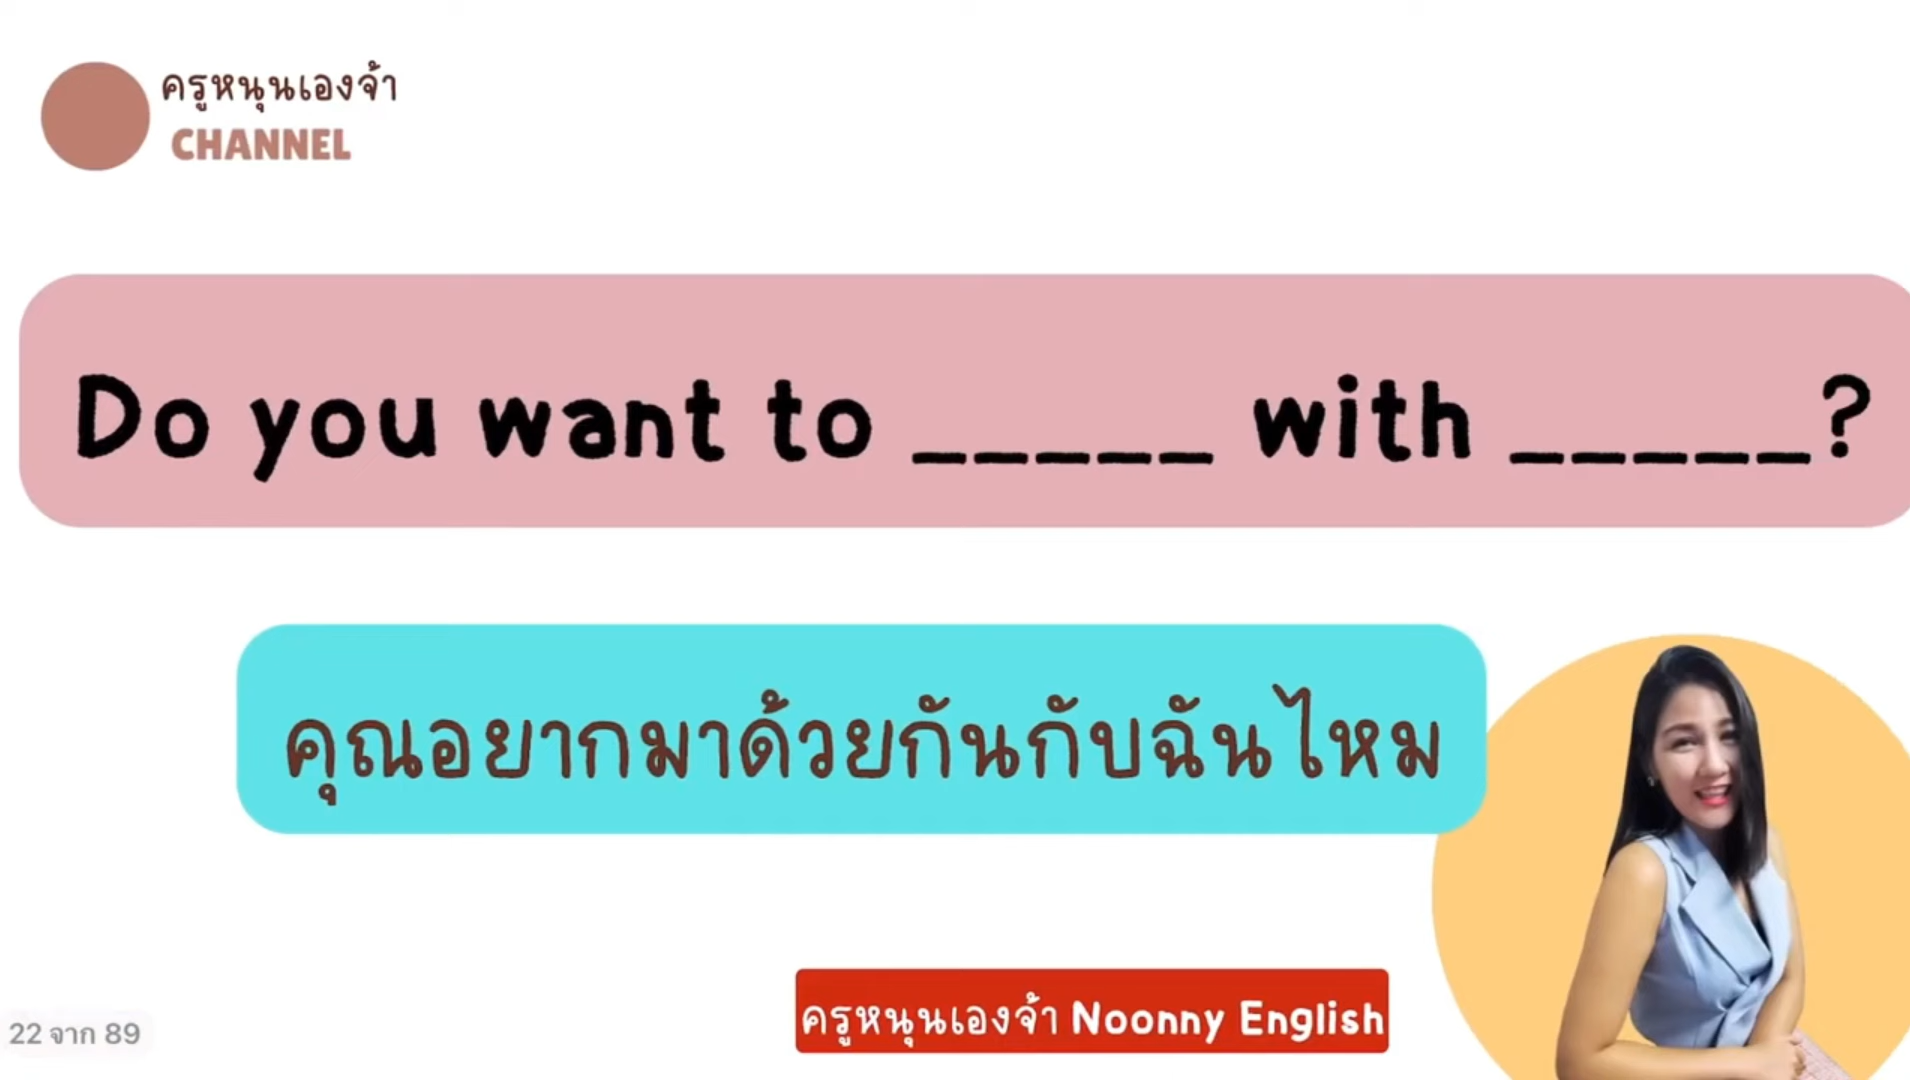 ครูหนุนเองจ้า
CHANNEL
Do you want to _____ with _____?
คุณอยากมาด้วยกันกับฉันไหม
ครูหนุนเองจ้า Noonny English
22 จาก 89